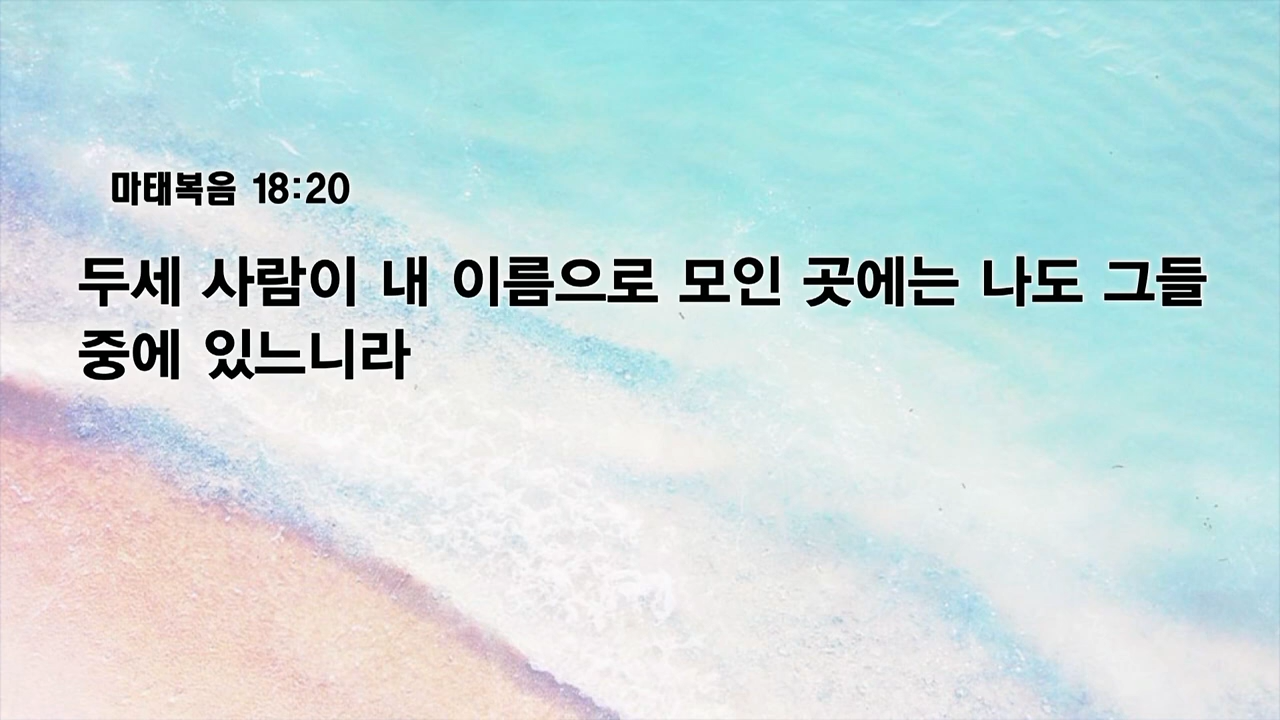 마태복음 18:20
두세 사람이 내 이름으로 모인 곳에는 나도 그들
중에 있느니라